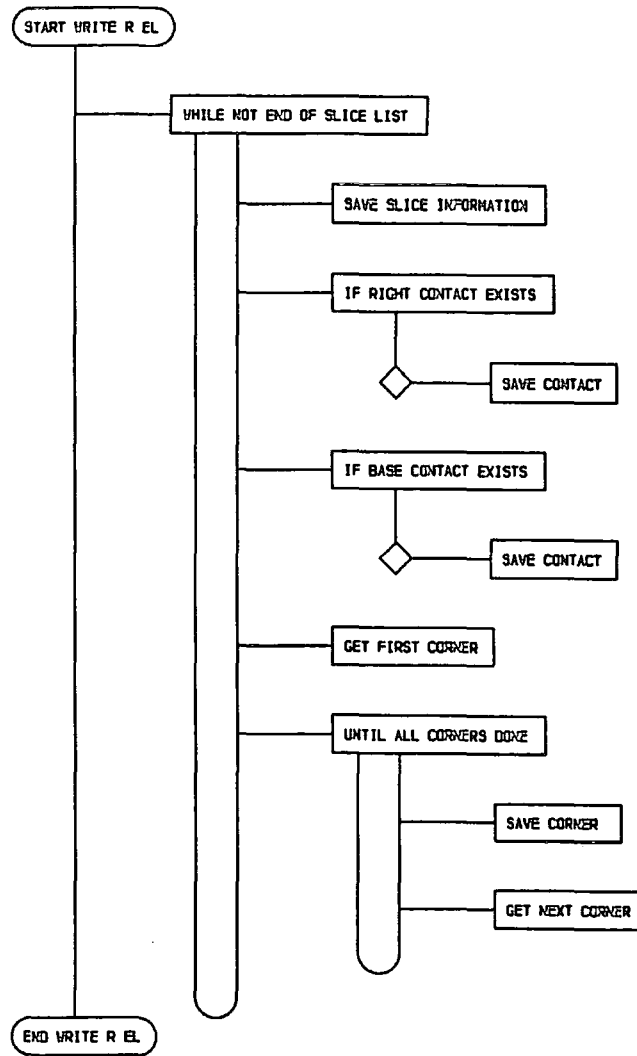 START WRITE R EL
WHILE NOT END OF SLICE LIST
SAVE SLICE INFORMATION
IF RIGHT CONTACT EXISTS
SAVE CONTACT
IF BASE CONTACT EXISTS
SAVE CONTACT
GET FIRST CORNER
UNTIL ALL CORNERS DONE
SAVE CORNER
GET NEXT CORNER
END WRITE R EL